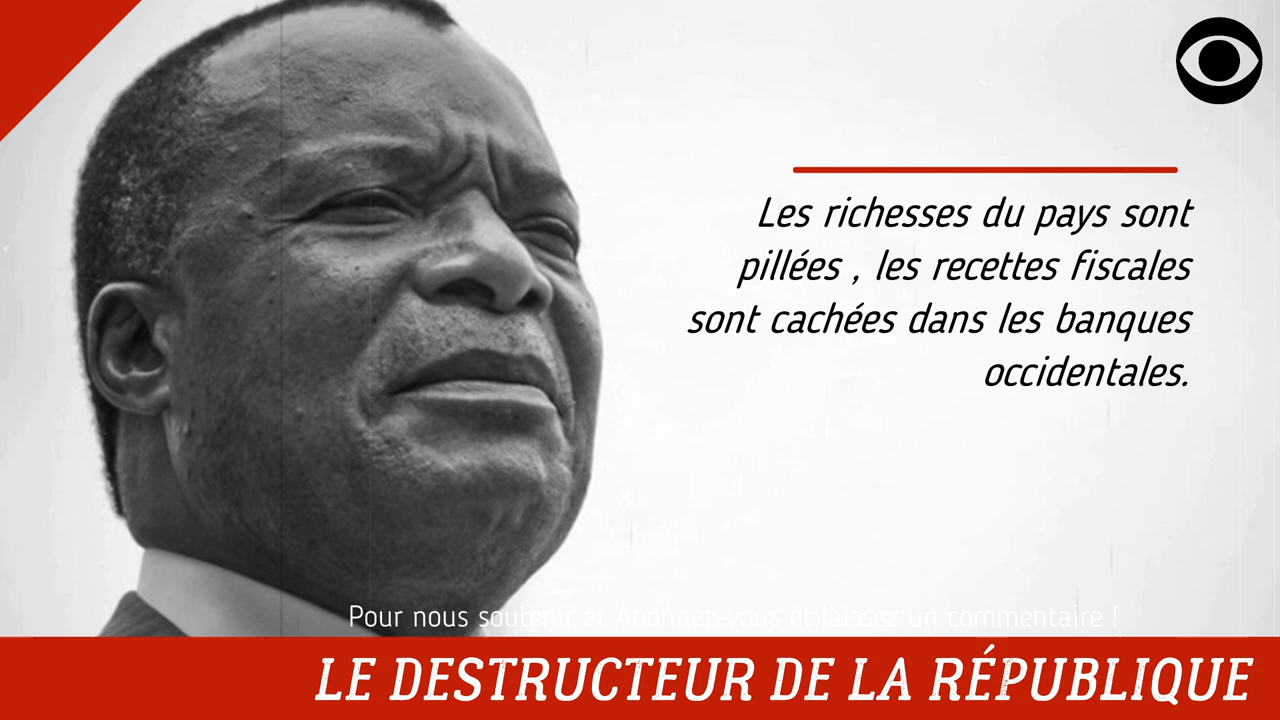 Les richesses du pays sont
pillées , les recettes fiscales
sont cachées dans les banques
occidentales.
Pour nous soutenir et Abonnez-vous et laissez un commentaire !
LE DESTRUCTEUR DE LA RÉPUBLIQUE